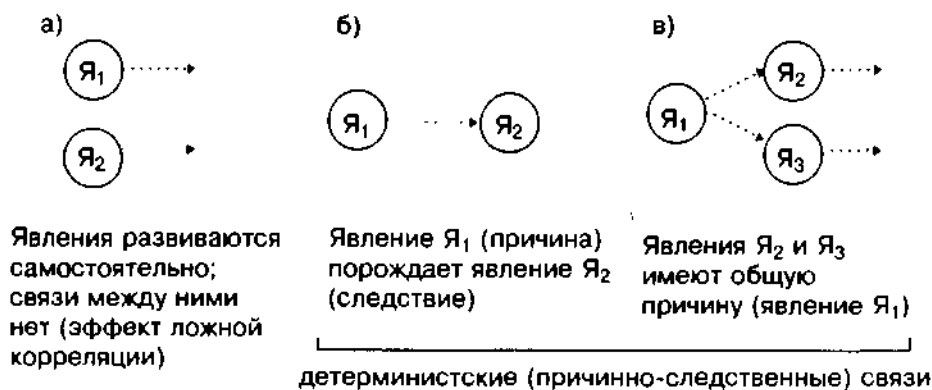 а)
б)
в)
Я₁
Я₂
Я₁
Я₂
Я₁
Я₂
Я₃
Явления развиваются
самостоятельно;
связи между ними
нет (эффект ложной
корреляции)
Явление Я₁ (причина)
порождает явление Я₂
(следствие)
Явления Я₂ и Я₃
имеют общую
причину (явление Я₁)
детерминистские (причинно-следственные) связи